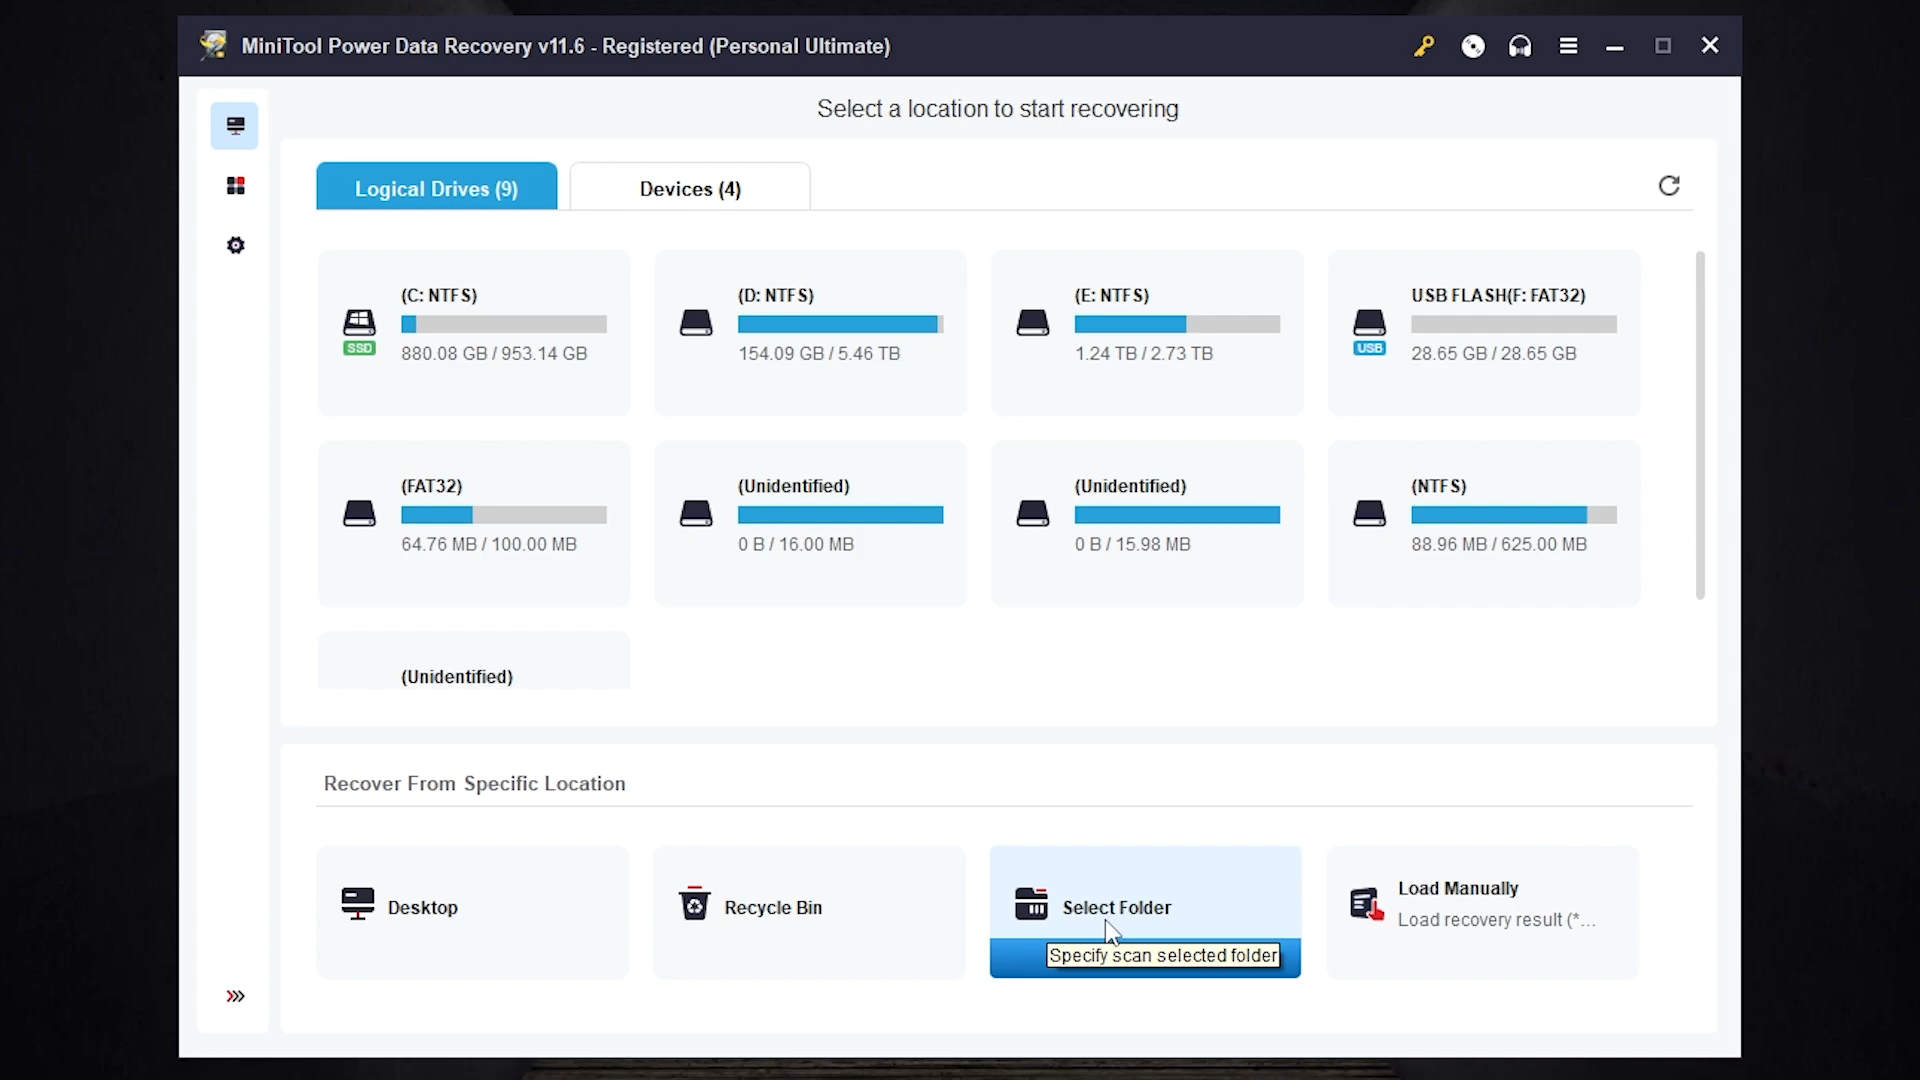 MiniTool Power Data Recovery v11.6 - Registered (Personal Ultimate)
Select a location to start recovering
Logical Drives (9)
Devices (4)
(C: NTFS)
SSD
880.08 GB / 953.14 GB
(D: NTFS)
154.09 GB / 5.46 TB
(E: NTFS)
1.24 TB / 2.73 TB
USB FLASH(F: FAT32)
USB
28.65 GB / 28.65 GB
(FAT32)
64.76 MB / 100.00 MB
(Unidentified)
0 B / 16.00 MB
(Unidentified)
0 B / 15.98 MB
(NTFS)
88.96 MB / 625.00 MB
(Unidentified)
Recover From Specific Location
Desktop
Recycle Bin
Select Folder
Specify scan selected folder
Load Manually
Load recovery result (*...